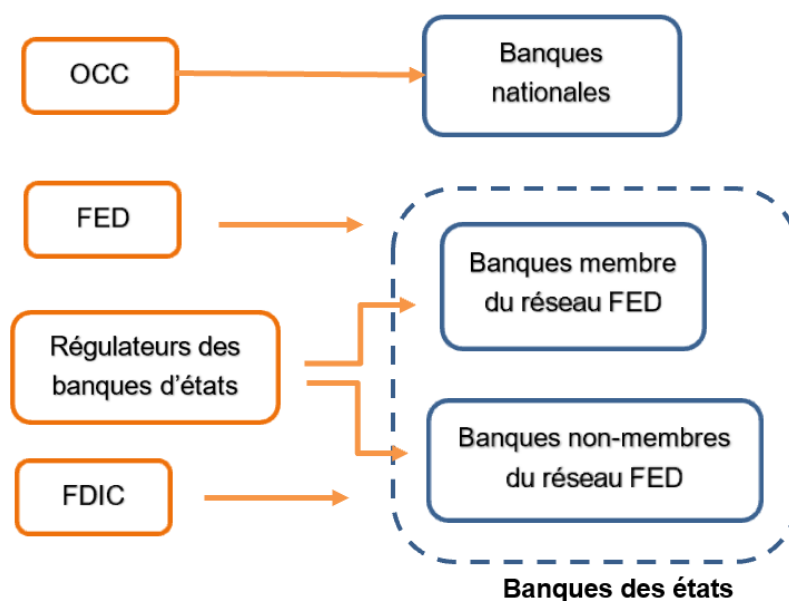 OCC
Banques
nationales
FED
Banques membre
du réseau FED
Régulateurs des
banques d'états
Banques non-membres
du réseau FED
FDIC
Banques des états